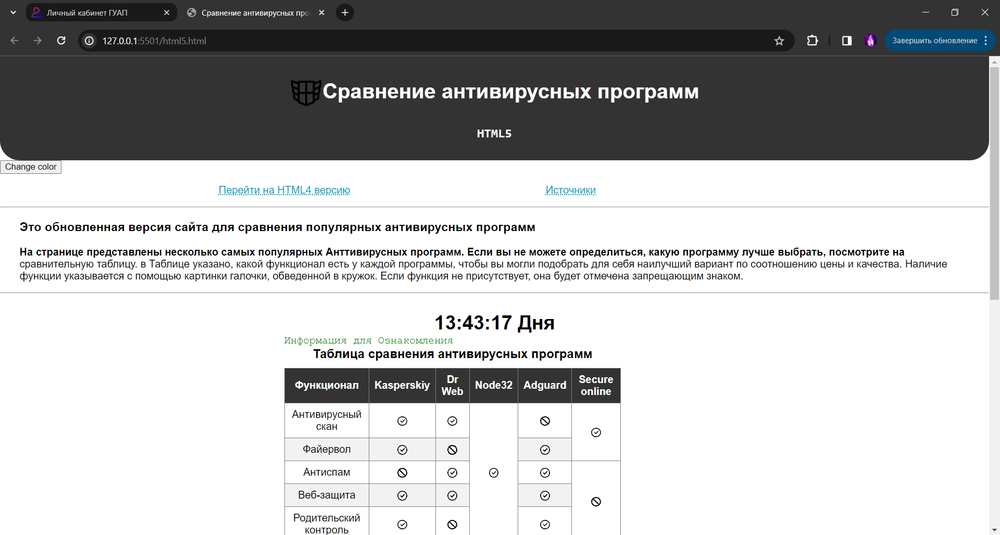 Личный кабинет ГУАП
Сравнение антивирусных про
127.0.0.1:5501/html5.html
Завершить обновление
Сравнение антивирусных программ
HTML5
Change color
Перейти на HTML4 версию
Источники
Это обновленная версия сайта для сравнения популярных антивирусных программ
На странице представлены несколько самых популярных Анттивирусных программ. Если вы не можете определиться, какую программу лучше выбрать, посмотрите на
сравнительную таблицу. в Таблице указано, какой функционал есть у каждой программы, чтобы вы могли подобрать для себя наилучший вариант по соотношению цены и качества. Наличие
функции указывается с помощью картинки галочки, обведенной в кружок. Если функция не присутствует, она будет отмечена запрещающим знаком.
13:43:17 Дня
Информация для Ознакомления
Таблица сравнения антивирусных программ
Функционал Kasperskiy Dr Web Node32 Adguard Secure online
Антивирусный
скан
Файервол
Антиспам
Веб-защита
Родительский
контроль